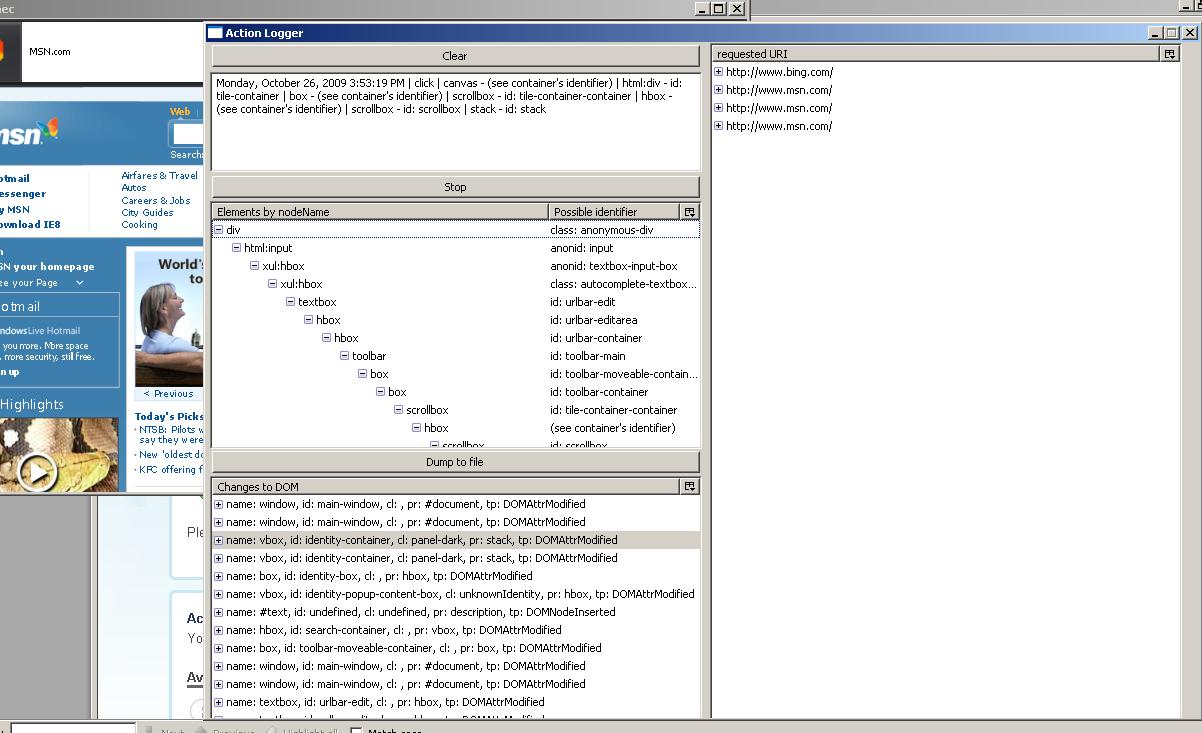 nec
MSN.com
Web
msn
Search
otmail
essenger
y MSN
ownload IE8
Airfares & Travel
Autos
Careers & Jobs
City Guides
Cooking
n
SN your homepage
ze your Page
otmail
ndowsLive Hotmail
you more. More space
, more security, still free.
n up
Highlights
World's
to
< Previous
Today's Picks
NTSB: Pilots w
say they were
New 'oldest do
KFC offering f
Ple
Ac
Yo
Av
Action Logger
Clear
Monday, October 26, 2009 3:53:19 PM | click | canvas - (see container's identifier) | html:div - id:
tile-container | box - (see container's identifier) | scrollbox - id: tile-container-container | hbox -
(see container's identifier) | scrollbox - id: scrollbox | stack - id: stack
Stop
Elements by nodeName Possible identifier
div class: anonymous-div
html:input anonid: input
xul:hbox anonid: textbox-input-box
xul:hbox class: autocomplete-textbox...
textbox id: urlbar-edit
hbox id: urlbar-editarea
hbox id: urlbar-container
toolbar id: toolbar-main
box id: toolbar-moveable-contain...
box id: toolbar-container
scrollbox id: tile-container-container
hbox (see container's identifier)
scrollbox id: scrollbox
Dump to file
Changes to DOM
name: window, id: main-window, cl: , pr: #document, tp: DOMAttrModified
name: window, id: main-window, cl: , pr: #document, tp: DOMAttrModified
name: vbox, id: identity-container, cl: panel-dark, pr: stack, tp: DOMAttrModified
name: vbox, id: identity-container, cl: panel-dark, pr: stack, tp: DOMAttrModified
name: box, id: identity-box, cl: , pr: hbox, tp: DOMAttrModified
name: vbox, id: identity-popup-content-box, cl: unknownIdentity, pr: hbox, tp: DOMAttrModified
name: #text, id: undefined, cl: undefined, pr: description, tp: DOMNodeInserted
name: hbox, id: search-container, cl: , pr: vbox, tp: DOMAttrModified
name: box, id: toolbar-moveable-container, cl: , pr: box, tp: DOMAttrModified
name: window, id: main-window, cl: , pr: #document, tp: DOMAttrModified
name: window, id: main-window, cl: , pr: #document, tp: DOMAttrModified
name: textbox, id: urlbar-edit, cl: , pr: hbox, tp: DOMAttrModified
requested URI
http://www.bing.com/
http://www.msn.com/
http://www.msn.com/
http://www.msn.com/
Next Previous Highlight all Match case